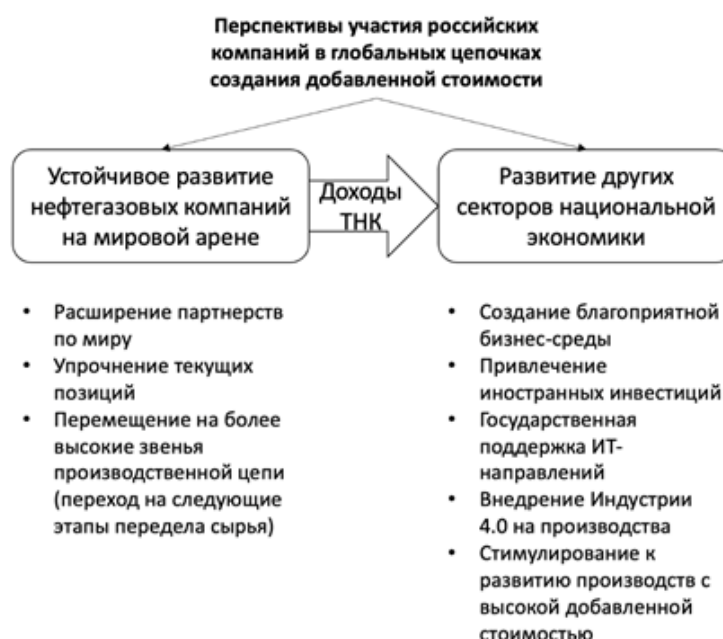 Перспективы участия российских
компаний в глобальных цепочках
создания добавленной стоимости
Устойчивое развитие
нефтегазовых компаний
на мировой арене
Доходы
ТНК
Развитие других
секторов национальной
экономики
• Расширение партнерств
по миру
• Упрочнение текущих
позиций
• Перемещение на более
высокие звенья
производственной цепи
(переход на следующие
этапы передела сырья)
• Создание благоприятной
бизнес-среды
• Привлечение
иностранных инвестиций
• Государственная
поддержка ИТ-
направлений
• Внедрение Индустрии
4.0 на производства
• Стимулирование к
развитию производств с
высокой добавленной
стоимостью